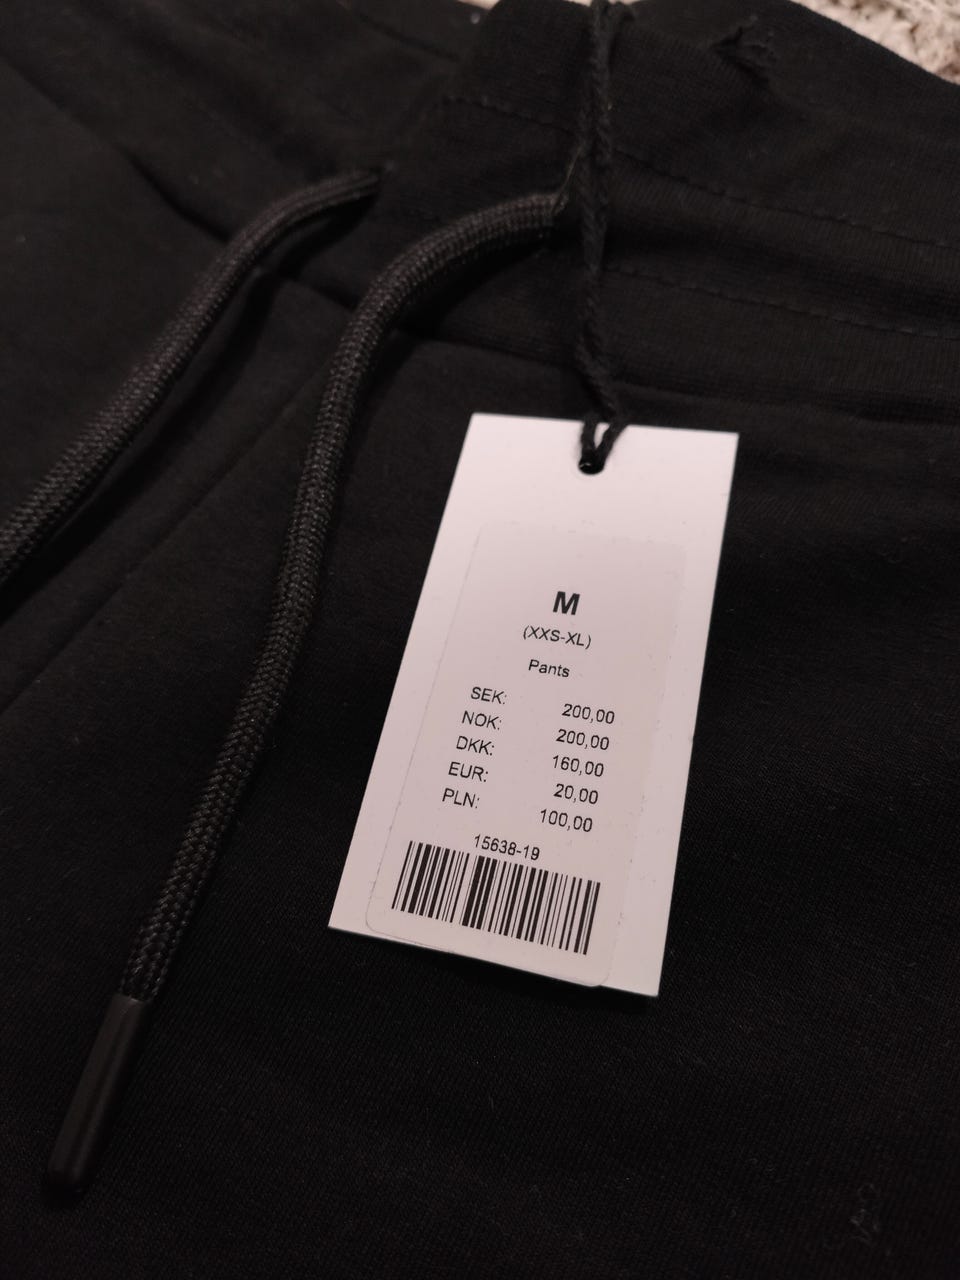 M
(XXS-XL)
Pants
SEK: 200,00
NOK: 200,00
DKK: 160,00
EUR: 20,00
PLN: 100,00
15638-19